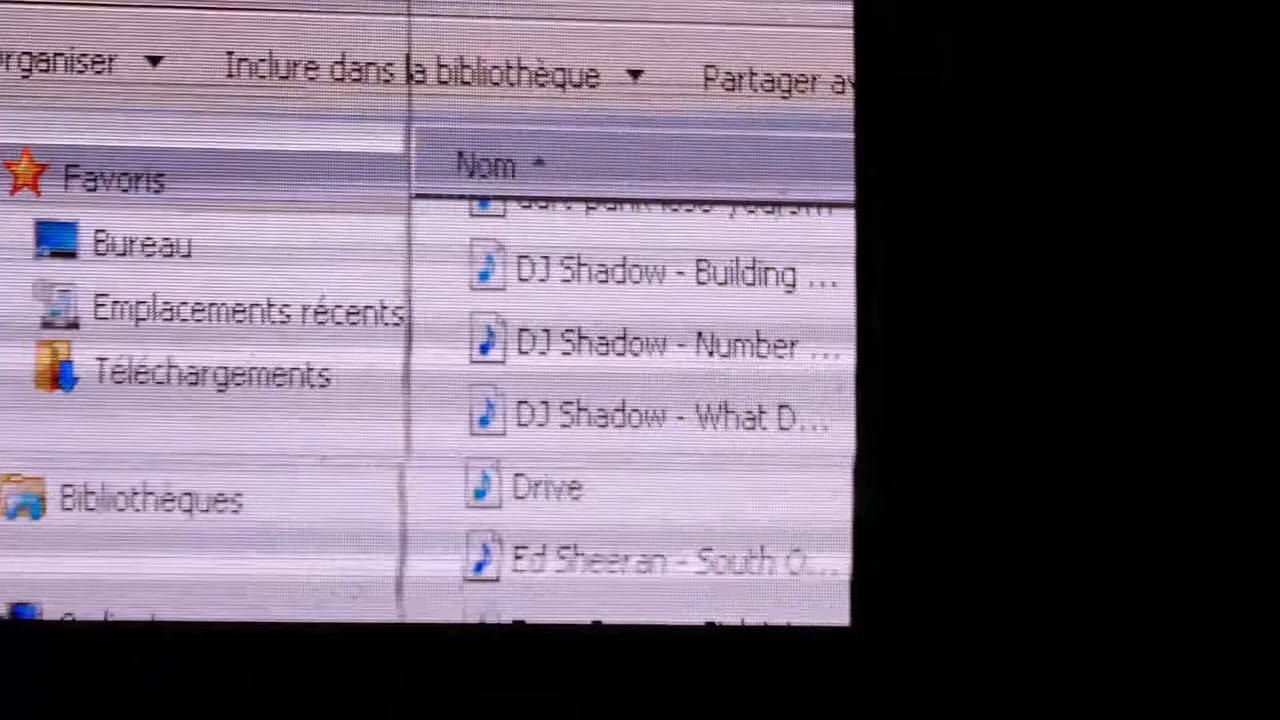 rganiser Inclure dans la bibliothèque Partager av
Nom
Favoris
Bureau
Emplacements récents
Téléchargements
Bibliothèques
DJ Shadow - Building ...
DJ Shadow - Number ...
DJ Shadow - What D...
Drive
Ed Sheeran - South O...